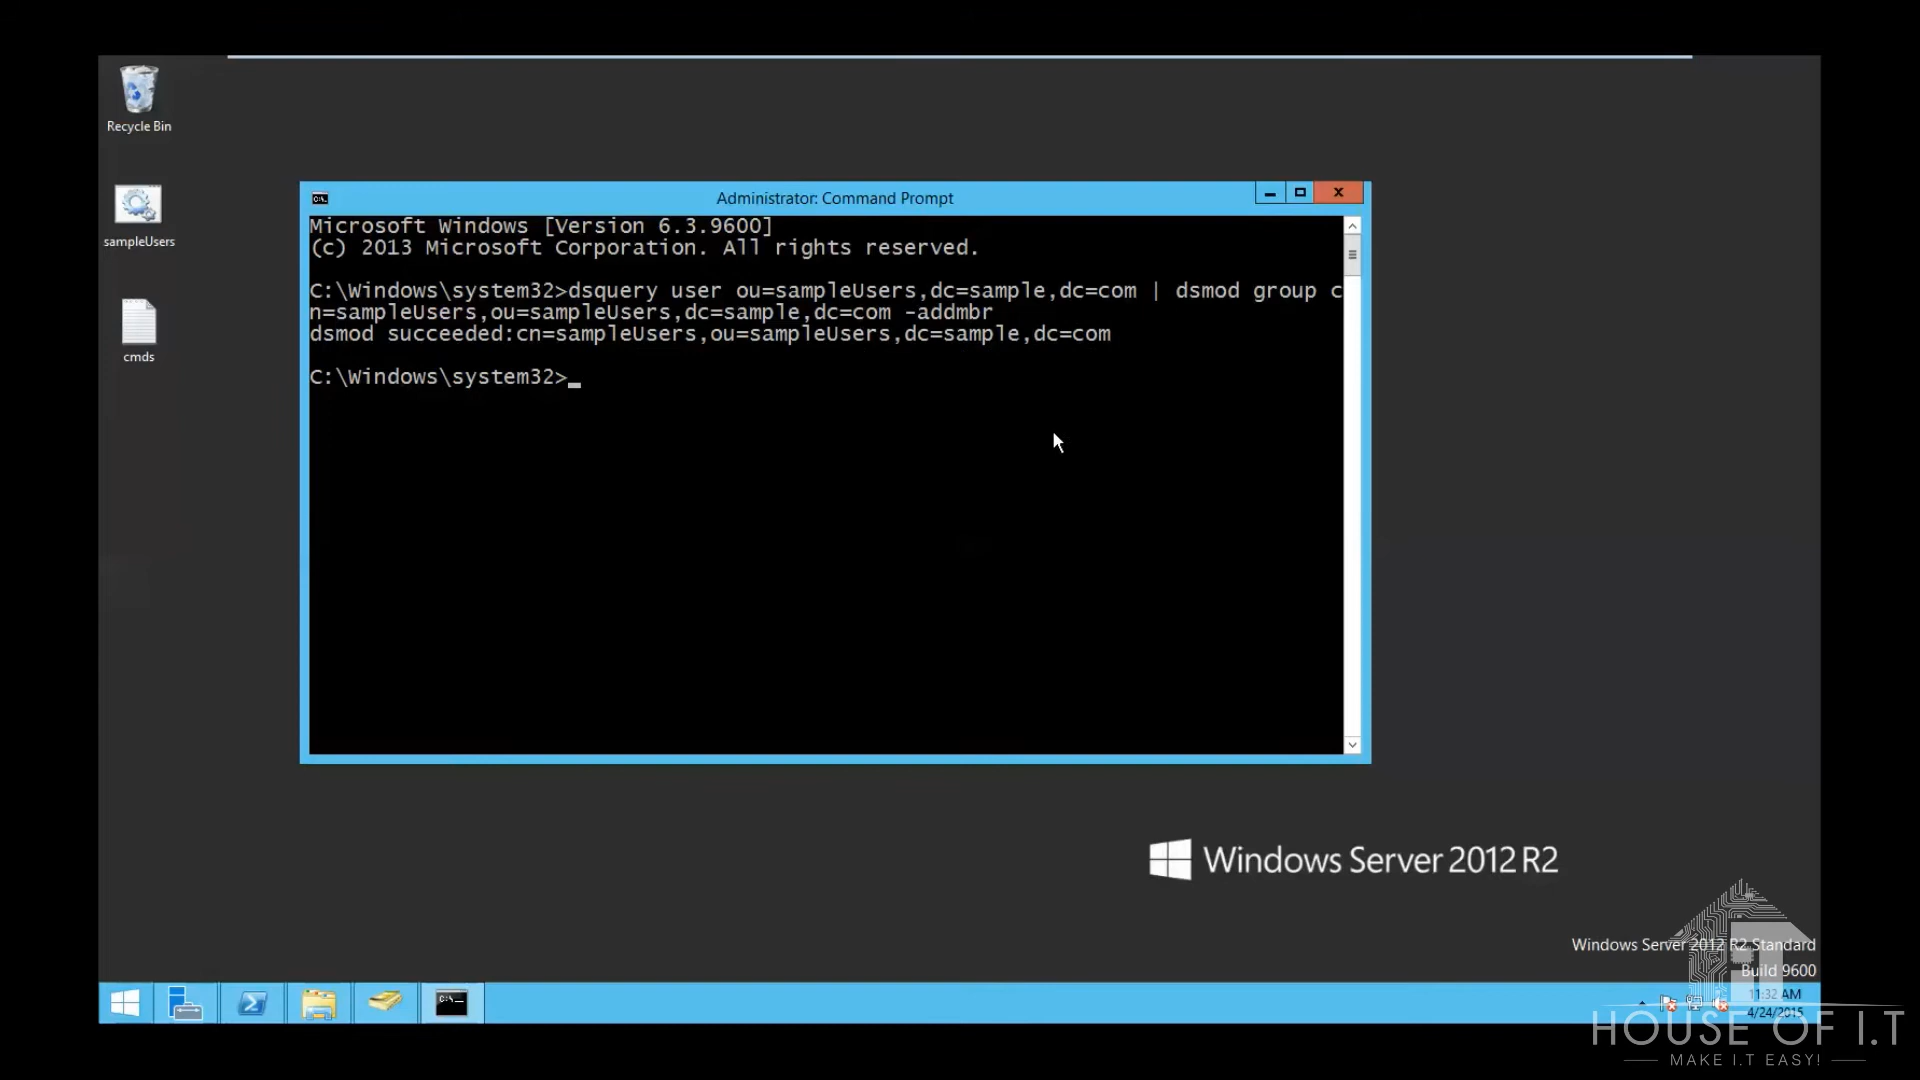 Recycle Bin
sampleUsers
cmds
Administrator: Command Prompt
Microsoft Windows [Version 6.3.9600]
(c) 2013 Microsoft Corporation. All rights reserved.
C:\Windows\system32>dsquery user ou=sampleUsers,dc=sample,dc=com | dsmod group c
n=sampleUsers,ou=sampleUsers,dc=sample,dc=com -addmbr
dsmod succeeded:cn=sampleUsers,ou=sampleUsers,dc=sample,dc=com
C:\Windows\system32>_
Windows Server 2012 R2
Windows Server 2012 R2 Standard
Build 9600
11:32 AM
4/24/2015
HOUSE OF I.T
MAKE I.T EASY!